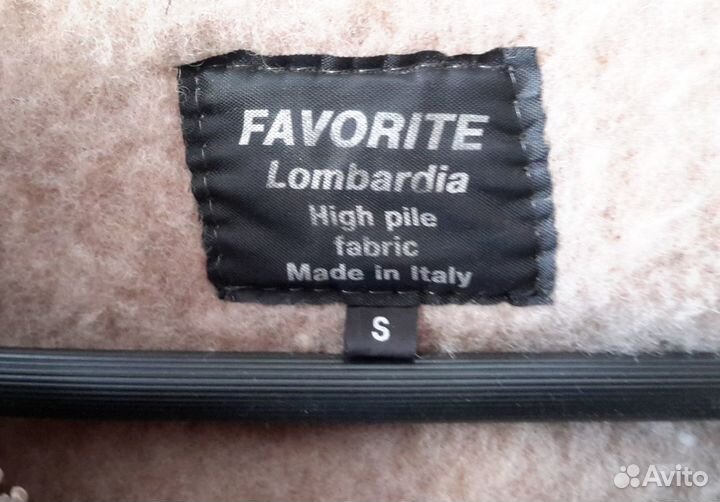 FAVORITE
Lombardia
High pile
fabric
Made in Italy
S
Avito